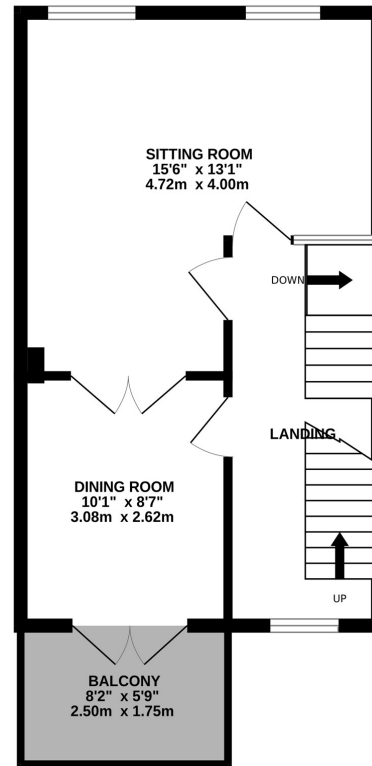 SITTING ROOM
15'6" x 13'1"
4.72m x 4.00m
DOWN
LANDING
DINING ROOM
10'1" x 8'7"
3.08m x 2.62m
UP
BALCONY
8'2" x 5'9"
2.50m x 1.75m